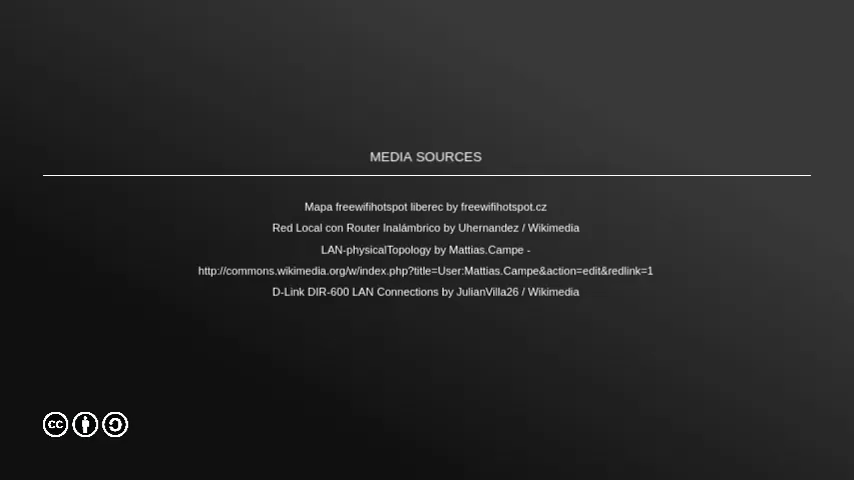 MEDIA SOURCES
Mapa freewifihotspot liberec by freewifihotspot.cz
Red Local con Router Inalámbrico by Uhernandez / Wikimedia
LAN-physicalTopology by Mattias.Campe -
http://commons.wikimedia.org/w/index.php?title=User:Mattias.Campe&action=edit&redlink=1
D-Link DIR-600 LAN Connections by JulianVilla26 / Wikimedia
cc